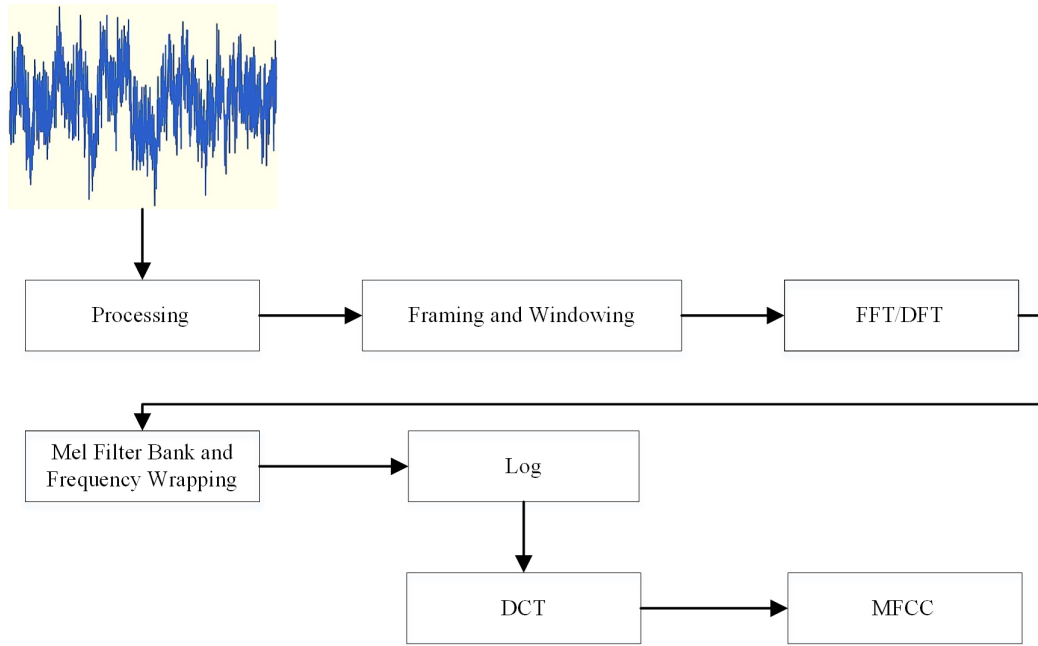 Processing
Framing and Windowing
FFT/DFT
Mel Filter Bank and
Frequency Wrapping
Log
DCT
MFCC